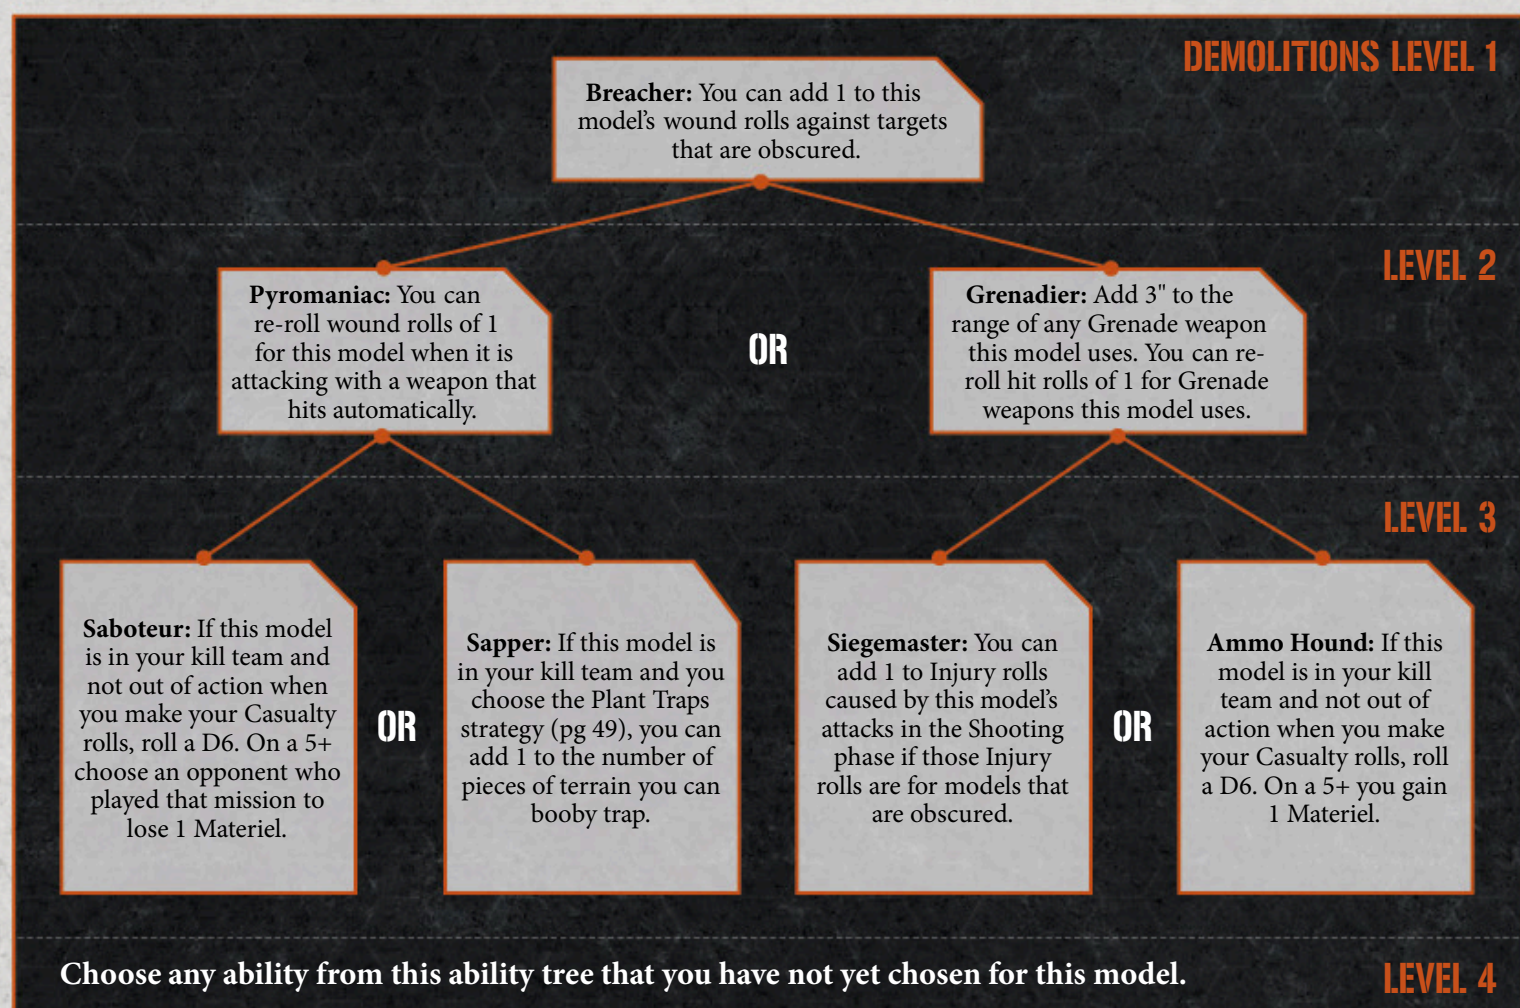 DEMOLITIONS LEVEL 1
Breacher: You can add 1 to this
model's wound rolls against targets
that are obscured.
LEVEL 2
Pyromaniac: You can
re-roll wound rolls of 1
for this model when it is
attacking with a weapon that
hits automatically.
OR
Grenadier: Add 3" to the
range of any Grenade weapon
this model uses. You can re-
roll hit rolls of 1 for Grenade
weapons this model uses.
LEVEL 3
Saboteur: If this model
is in your kill team and
not out of action when
you make your Casualty
rolls, roll a D6. On a 5+
choose an opponent who
played that mission to
lose 1 Materiel.
OR
Sapper: If this model is
in your kill team and you
choose the Plant Traps
strategy (pg 49), you can
add 1 to the number of
pieces of terrain you can
booby trap.
Siegemaster: You can
add 1 to Injury rolls
caused by this model's
attacks in the Shooting
phase if those Injury
rolls are for models that
are obscured.
OR
Ammo Hound: If this
model is in your kill
team and not out of
action when you make
your Casualty rolls, roll
a D6. On a 5+ you gain
1 Materiel.
Choose any ability from this ability tree that you have not yet chosen for this model.
LEVEL 4